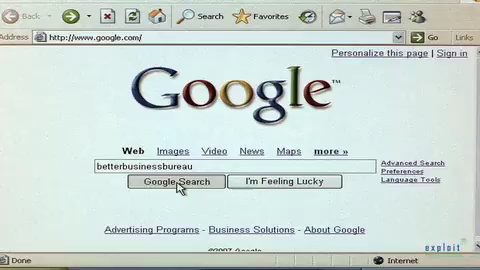 Back Search Favorites
Address http://www.google.com/ Go Links
Personalize this page | Sign in
Google™
Web Images Video News Maps more »
betterbusinessbureau
Advanced Search
Preferences
Language Tools
Google Search I'm Feeling Lucky
Advertising Programs - Business Solutions - About Google
©2007 Google
exploit
Done Internet